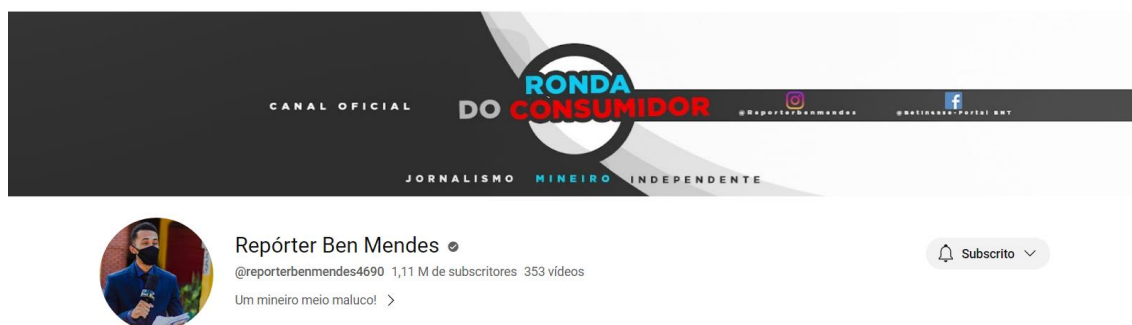 CANAL OFICIAL
RONDA
DO CONSUMIDOR
@Reporterbenmendes
JORNALISMO MINEIRO INDEPENDENTE
Repórter Ben Mendes
@reporterbenmendes4690 1,11 M de subscritores 353 vídeos
Um mineiro meio maluco!
Subscrito